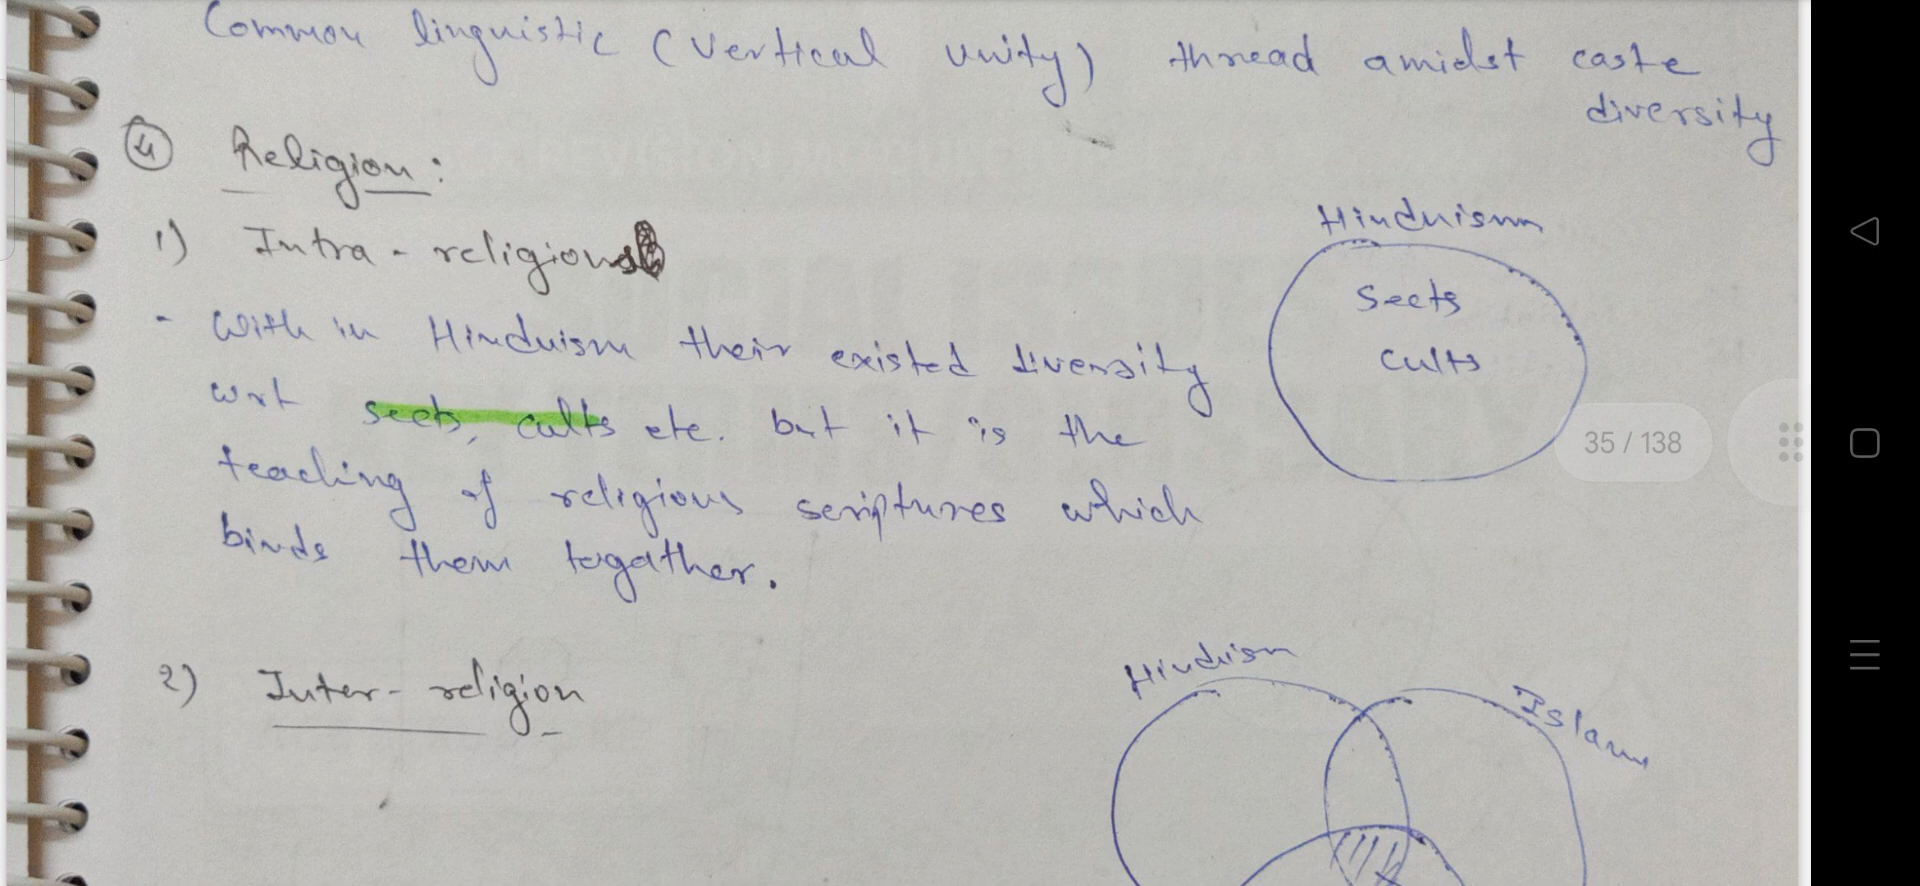 Common linguistic (vertical unity) thread amidst caste
diversity
4 Religion:
1) Intra-religious
- With in Hinduism their existed diversity
wrt sects, cults etc. but it is the
teaching of religious scriptures which
binds them togather.
Hinduism
Sects
Cults
35 / 138
2) Inter-religion
Hinduism
Islam